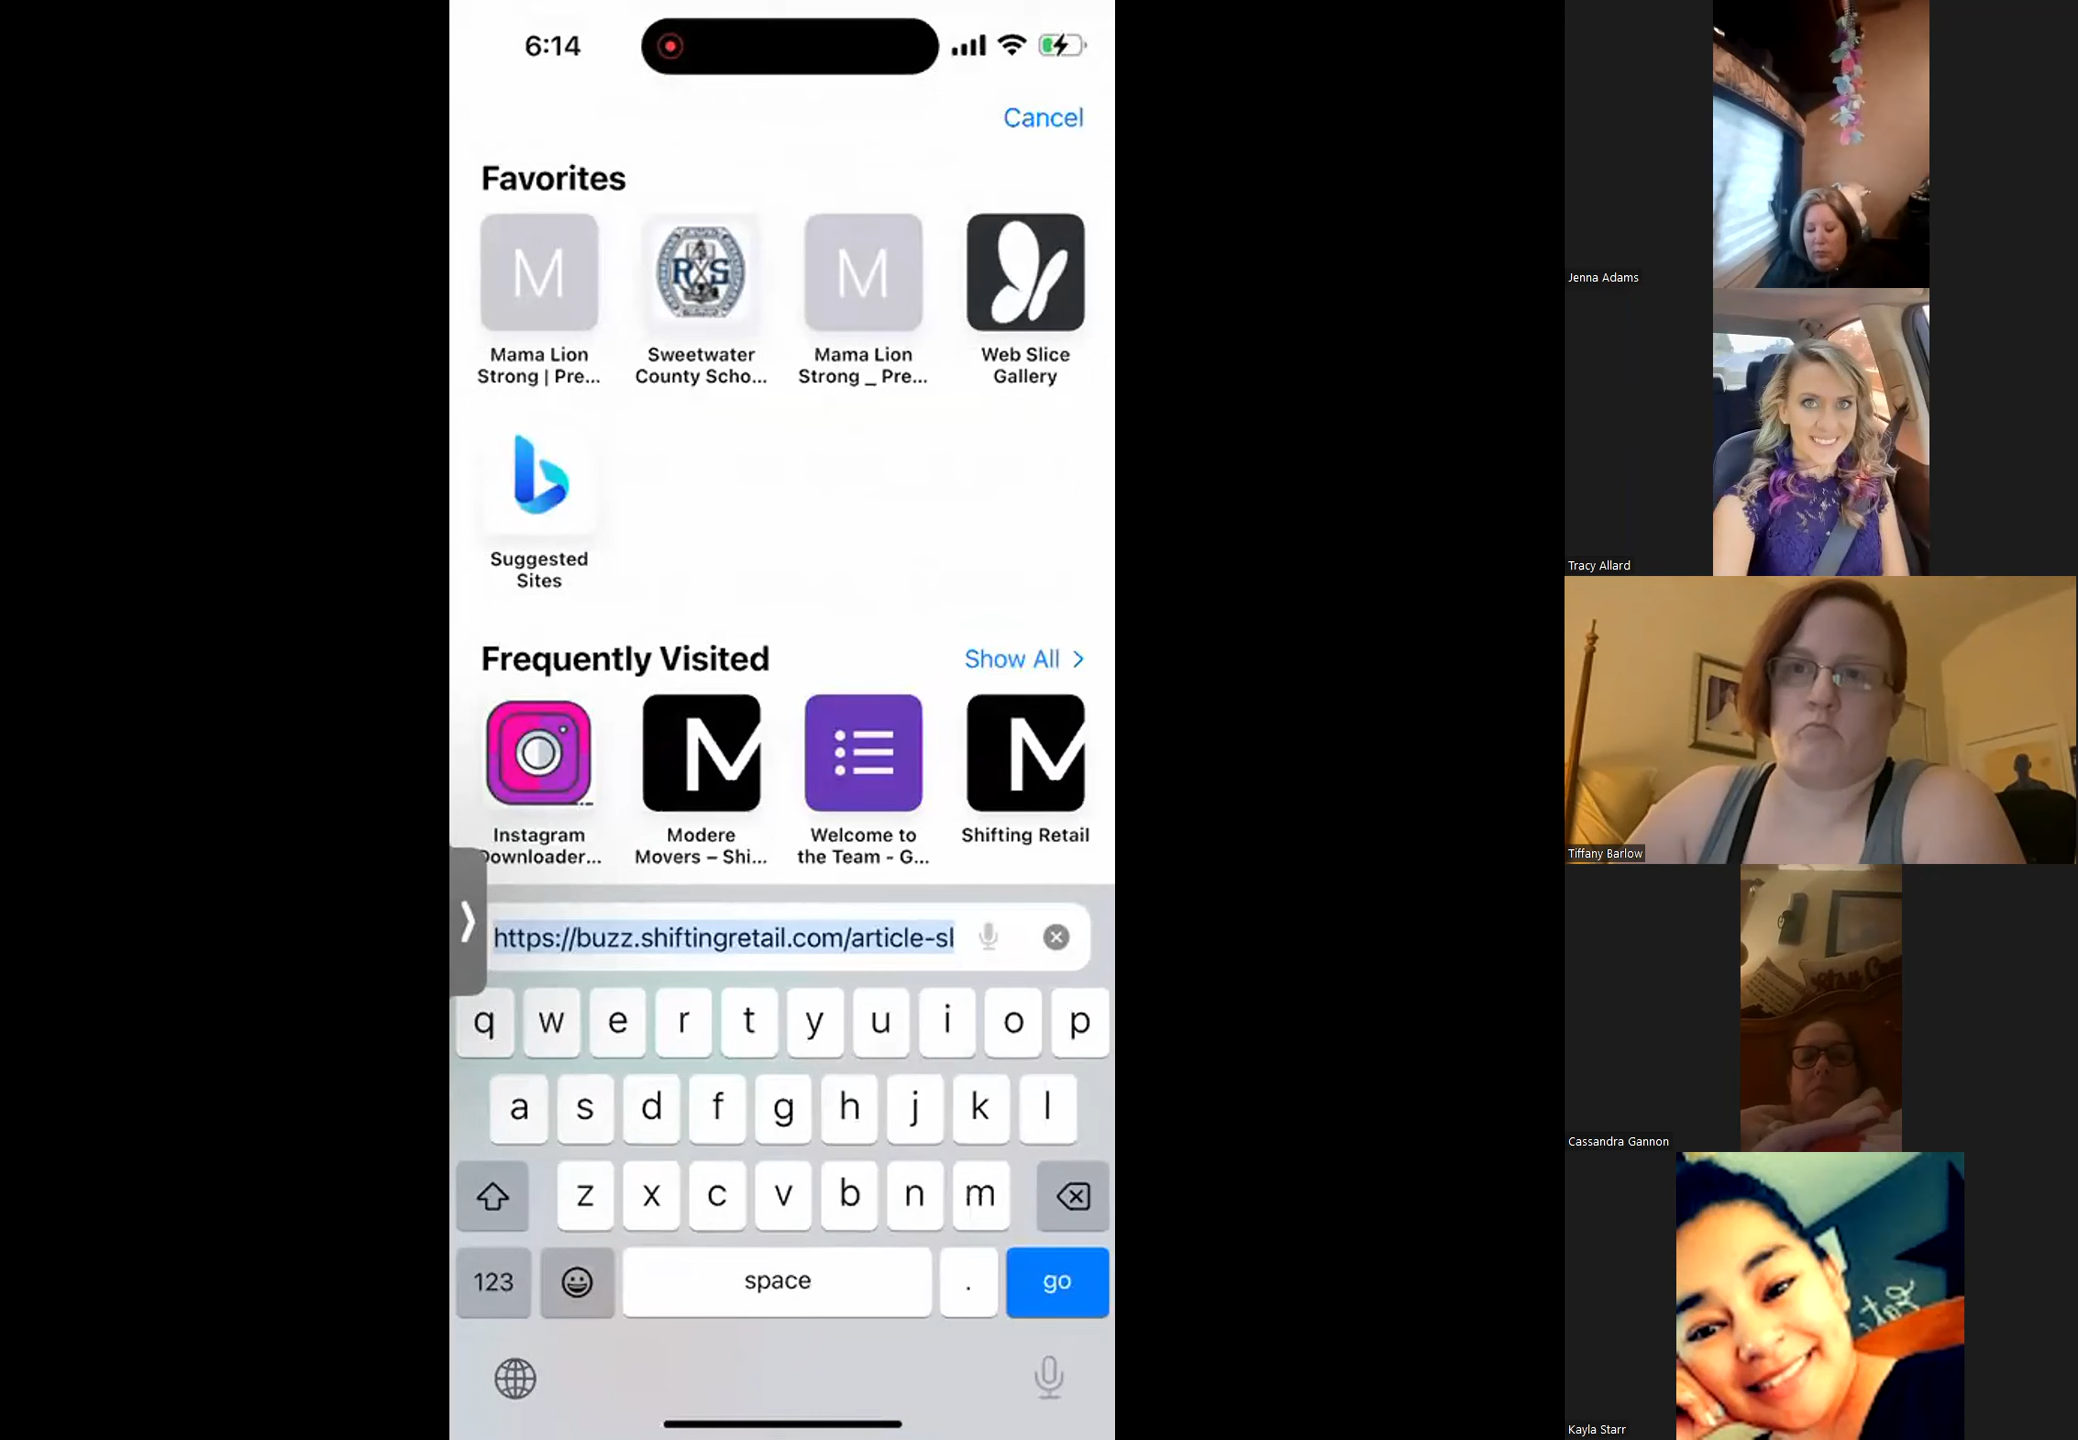 6:14
Cancel
Favorites
M
RS
M
Mama Lion
Strong | Pre...
Sweetwater
County Scho...
Mama Lion
Strong _ Pre...
Web Slice
Gallery
Suggested
Sites
Frequently Visited
Show All >
M
M
Instagram
Downloader...
Modere
Movers – Shi...
Welcome to
the Team - G...
Shifting Retail
https://buzz.shiftingretail.com/article-sl
q w e r t y u i o p
a s d f g h j k l
z x c v b n m
123
space
.
go
Jenna Adams
Tracy Allard
Tiffany Barlow
Cassandra Gannon
Kayla Starr